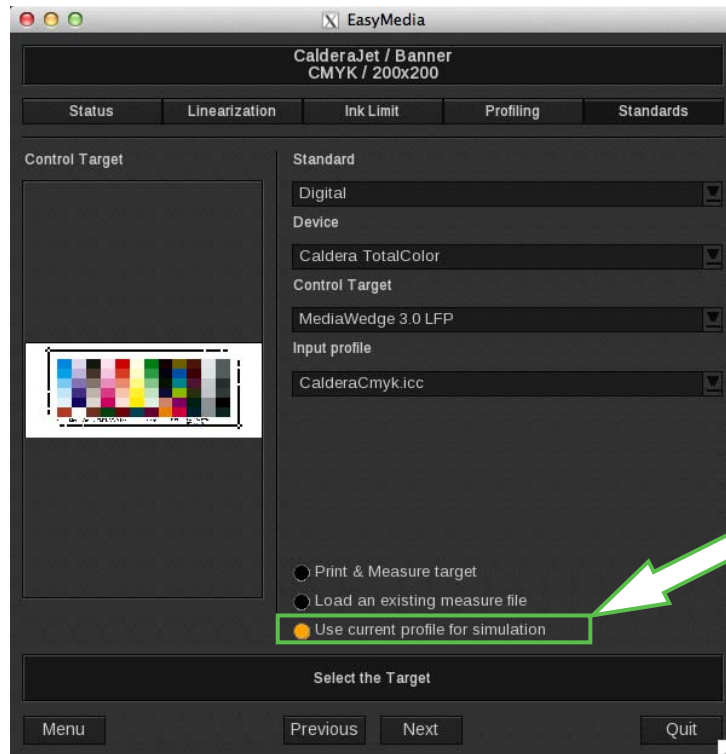 EasyMedia
CalderaJet / Banner
CMYK / 200x200
Status Linearization Ink Limit Profiling Standards
Control Target
Standard
Digital
Device
Caldera TotalColor
Control Target
MediaWedge 3.0 LFP
Input profile
CalderaCmyk.icc
Print & Measure target
Load an existing measure file
Use current profile for simulation
Select the Target
Menu Previous Next Quit